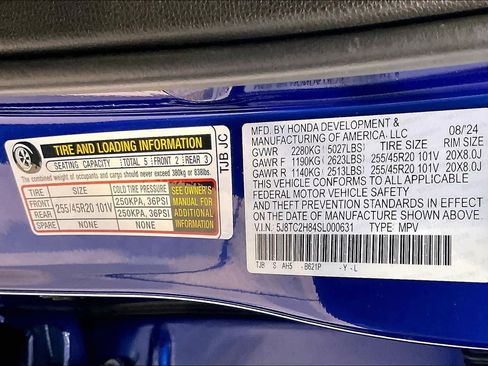 TIRE AND LOADING INFORMATION
SEATING CAPACITY TOTAL 5 FRONT 2 REAR 3
The combined weight of occupants and cargo should never exceed 380kg or 838lbs.
TIRE SIZE COLD TIRE PRESSURE
FRONT 255/45R20 101V 250KPA, 36PSI
REAR 250KPA, 36PSI
SPARE NONE NONE
SEE OWNER'S
MANUAL FOR
ADDITIONAL
INFORMATION
TJB JC
MFD. BY HONDA DEVELOPMENT & 08/24
MANUFACTURING OF AMERICA, LLC
GVWR 2280KG( 5027LBS) TIRE SIZE RIM SIZE
GAWR F 1190KG( 2623LBS) 255/45R20 101V 20X8.0J
GAWR R 1140KG( 2513LBS) 255/45R20 101V 20X8.0J
THIS VEHICLE CONFORMS TO ALL APPLICABLE
FEDERAL MOTOR VEHICLE SAFETY
AND THEFT PREVENTION STANDARDS IN EFFECT ON
THE DATE OF MANUFACTURE SHOWN ABOVE.
V.I.N. 5J8TC2H84SL000631 TYPE: MPV
TJB S AH5 -B621P -Y-L